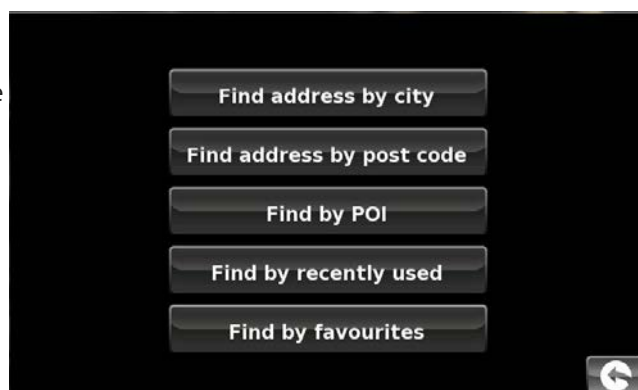 Find address by city
Find address by post code
Find by POI
Find by recently used
Find by favourites